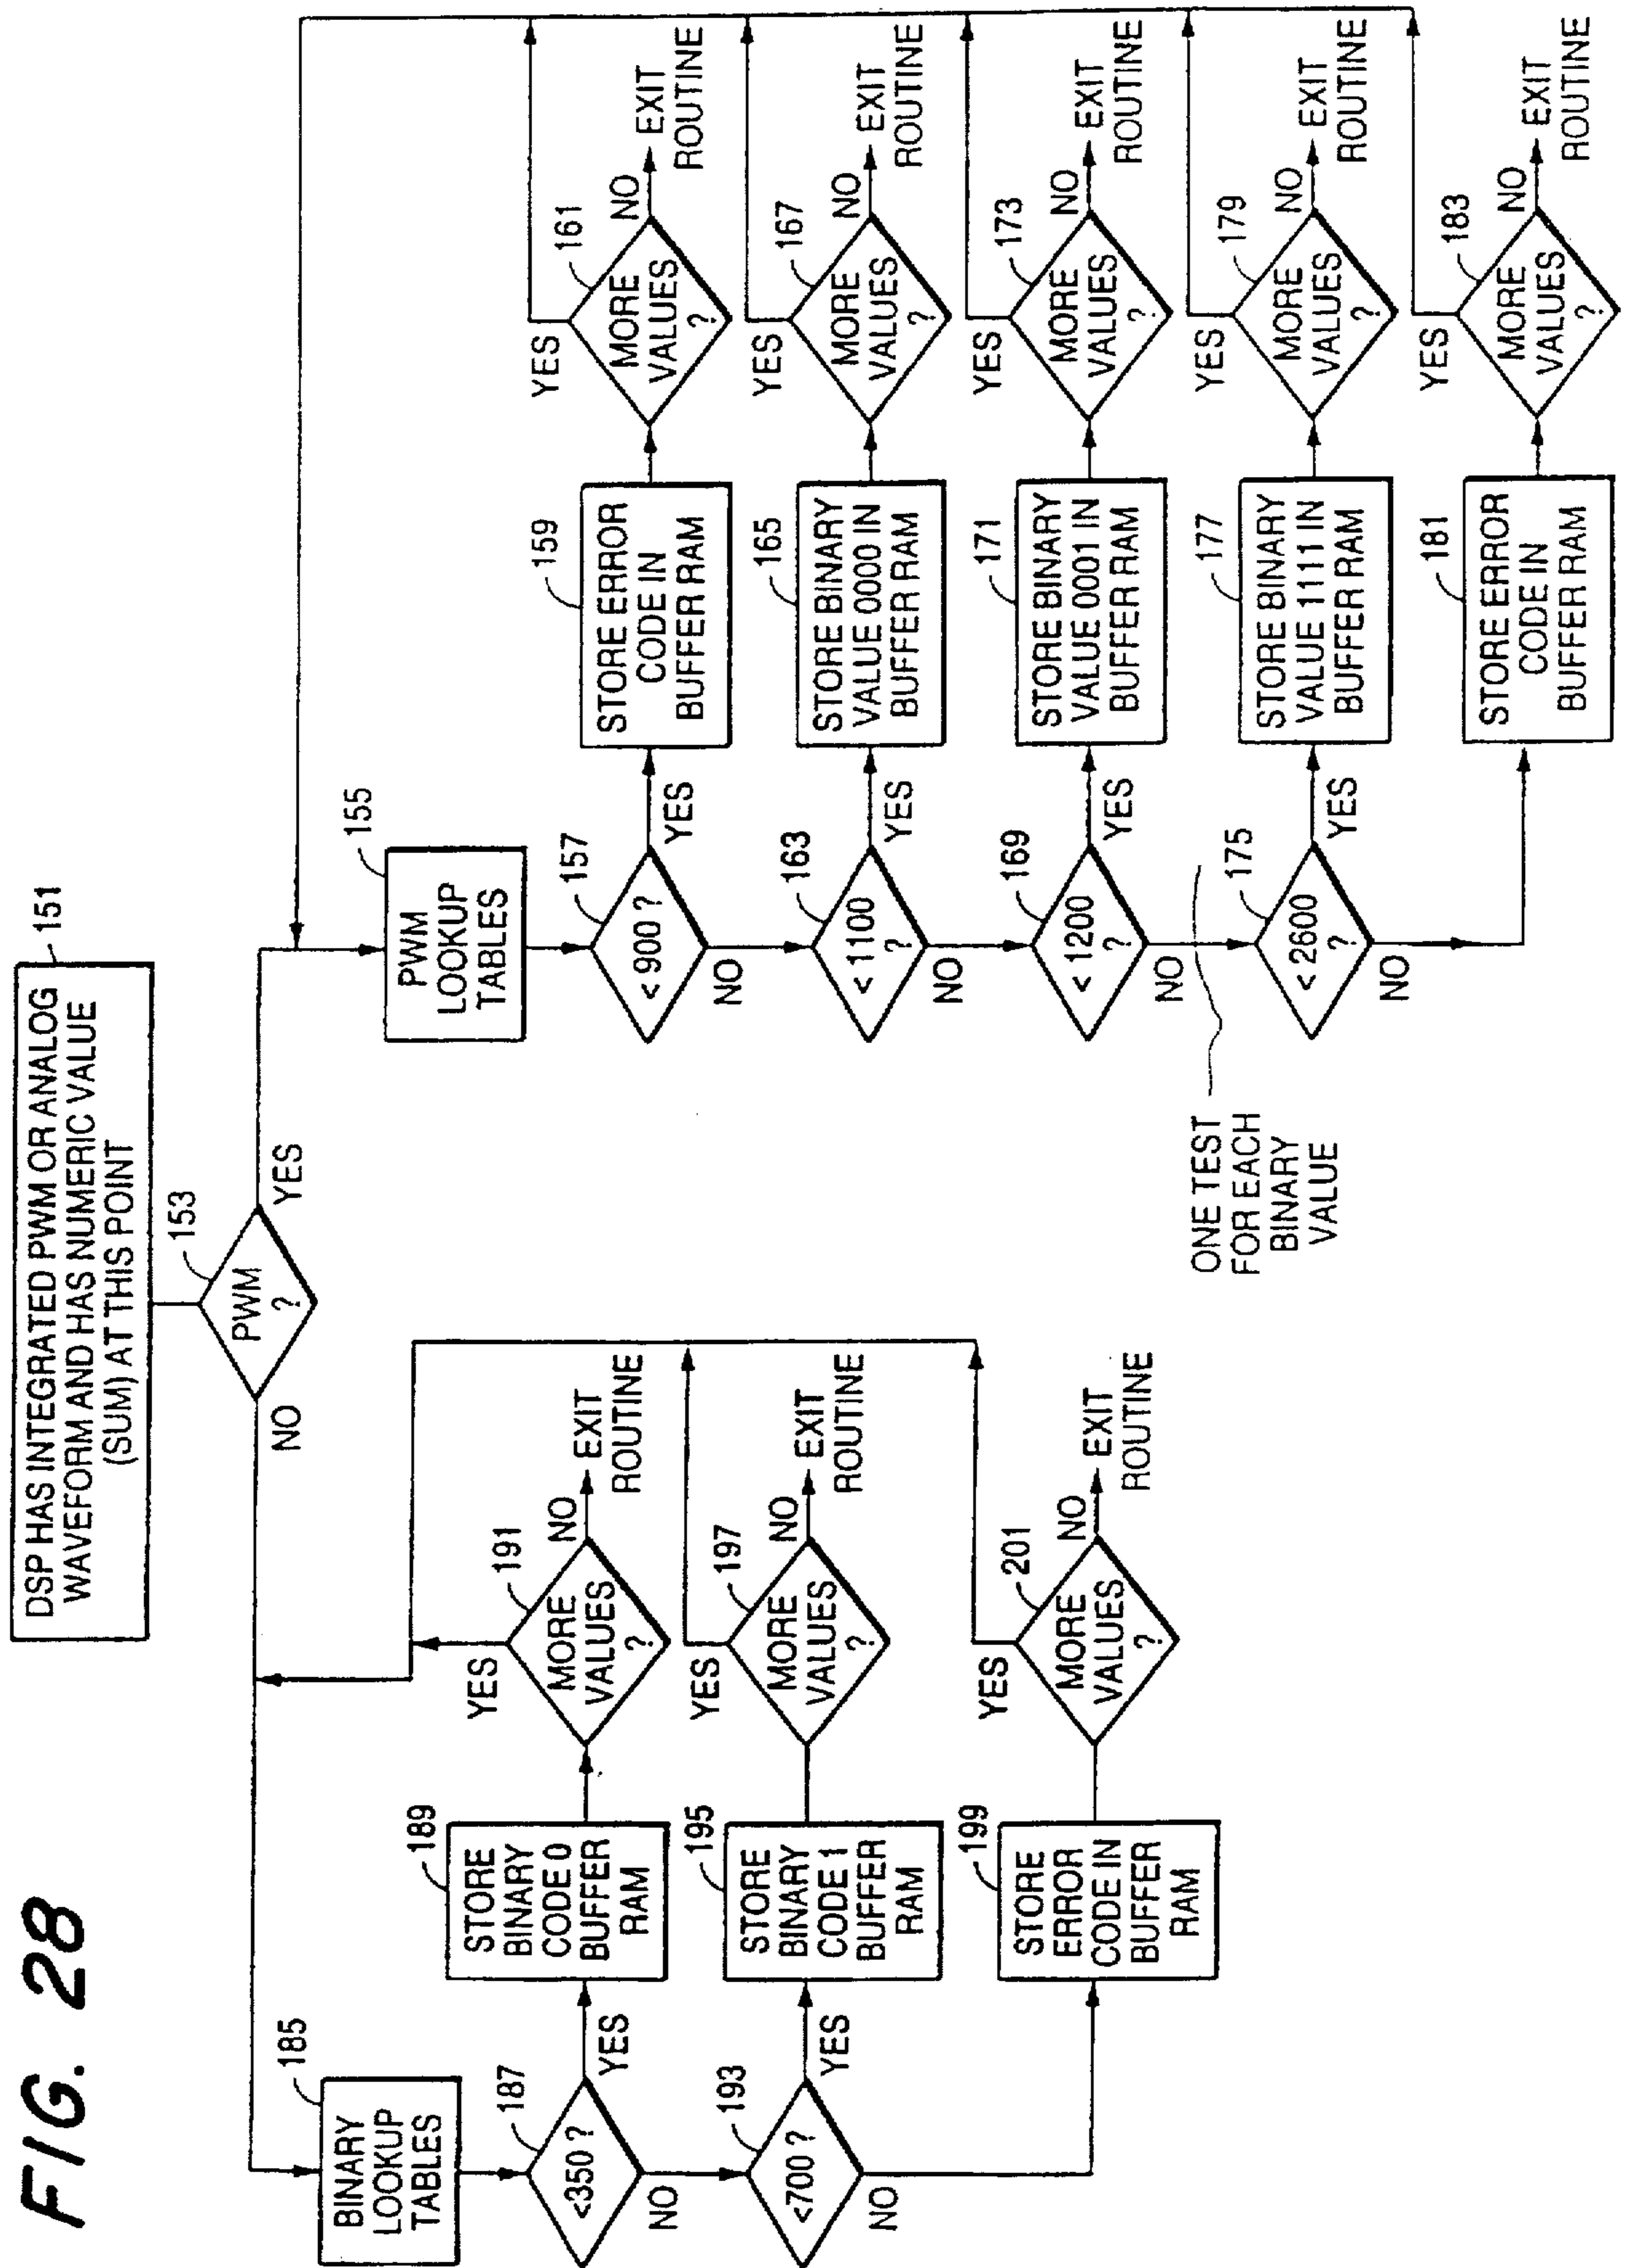 FIG. 28
DSP HAS INTEGRATED PWM OR ANALOG
WAVEFORM AND HAS NUMERIC VALUE
(SUM) AT THIS POINT
151
PWM
?
153
NO
YES
BINARY
LOOKUP
TABLES
185
<350 ?
187
YES
NO
STORE
BINARY
CODE 0
BUFFER
RAM
189
MORE
VALUES
?
191
YES
NO
EXIT
ROUTINE
<700 ?
193
YES
NO
STORE
BINARY
CODE 1
BUFFER
RAM
195
MORE
VALUES
?
197
YES
NO
EXIT
ROUTINE
STORE
ERROR
CODE IN
BUFFER
RAM
199
MORE
VALUES
?
201
YES
NO
EXIT
ROUTINE
PWM
LOOKUP
TABLES
155
< 900 ?
157
YES
NO
STORE ERROR
CODE IN
BUFFER RAM
159
MORE
VALUES
?
161
YES
NO
EXIT
ROUTINE
< 1100
?
163
YES
NO
STORE BINARY
VALUE 0000 IN
BUFFER RAM
165
MORE
VALUES
?
167
YES
NO
EXIT
ROUTINE
< 1200
?
169
YES
NO
STORE BINARY
VALUE 0001 IN
BUFFER RAM
171
MORE
VALUES
?
173
YES
NO
EXIT
ROUTINE
ONE TEST
FOR EACH
BINARY
VALUE
< 2600
?
175
YES
NO
STORE BINARY
VALUE 1111 IN
BUFFER RAM
177
MORE
VALUES
?
179
YES
NO
EXIT
ROUTINE
STORE ERROR
CODE IN
BUFFER RAM
181
MORE
VALUES
?
183
YES
NO
EXIT
ROUTINE